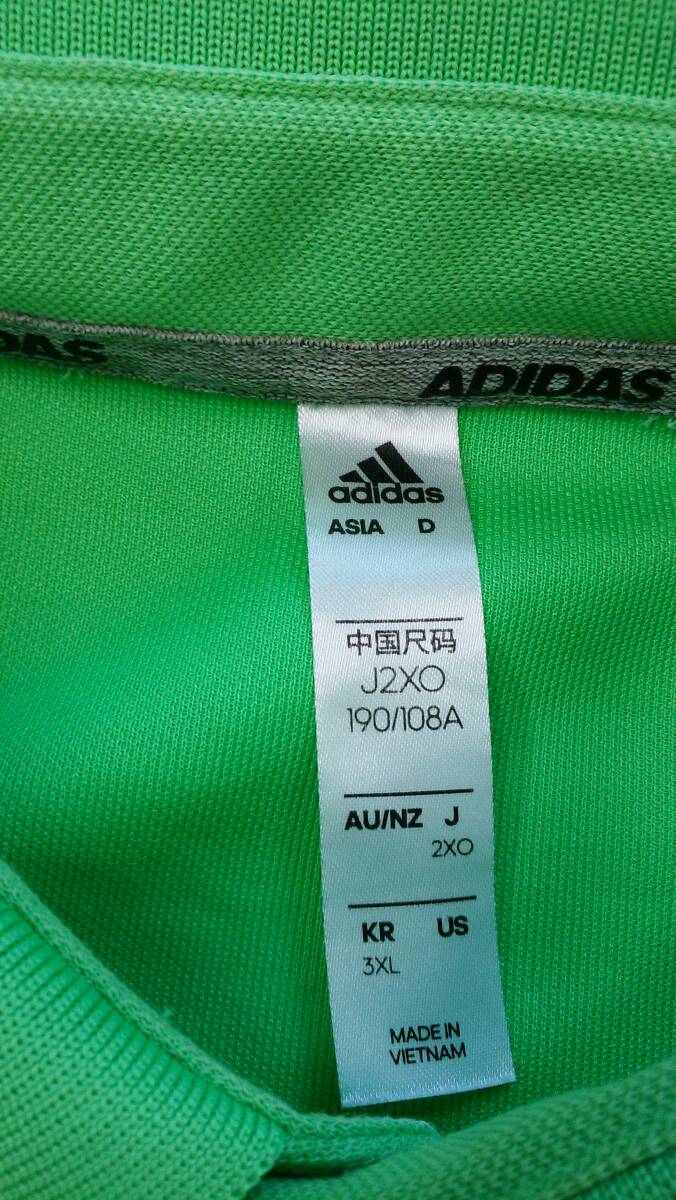 DAS
ADIDAS
adidas
ASIA D
中国尺码
J2XO
190/108A
AU/NZ J
2XO
KR US
3XL
MADE IN
VIETNAM